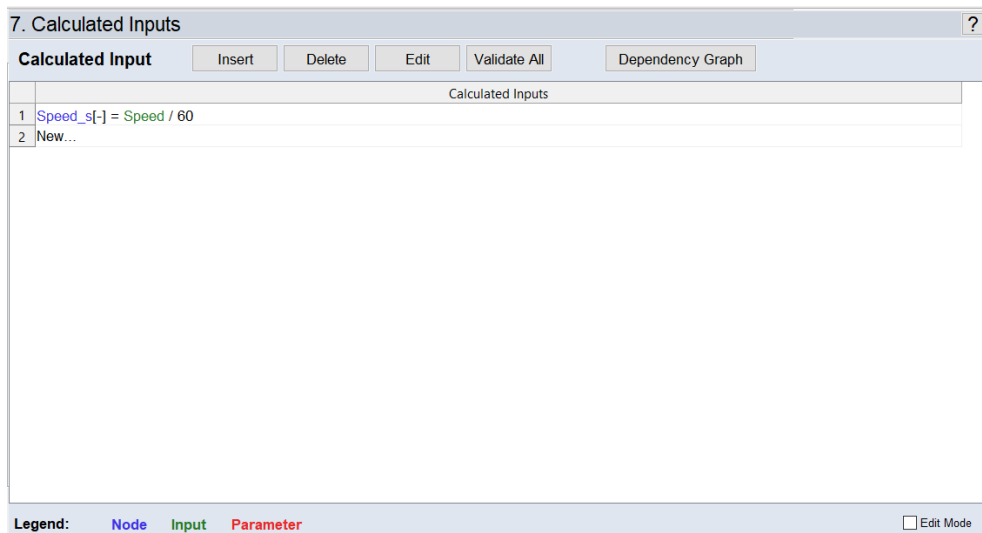 7. Calculated Inputs ?
Calculated Input Insert Delete Edit Validate All Dependency Graph
Calculated Inputs
1 Speed_s[-] = Speed / 60
2 New...
Legend: Node Input Parameter Edit Mode